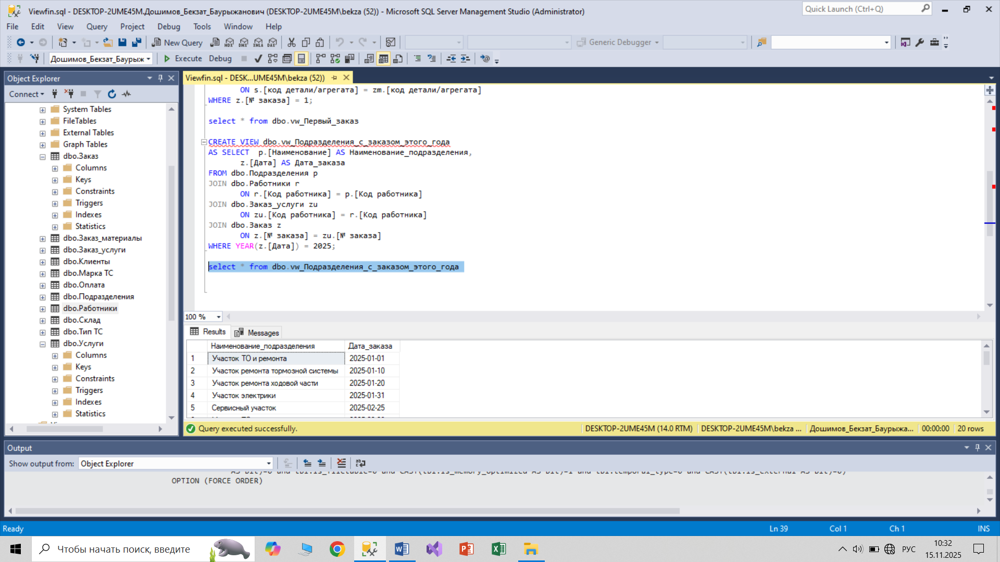 Viewfin.sql - DESKTOP-2UME45M.Дошимов_Бекзат_Баурыжанович (DESKTOP-2UME45M\bekza (52)) - Microsoft SQL Server Management Studio (Administrator)
Quick Launch (Ctrl+Q)
File Edit View Query Project Debug Tools Window Help
New Query
MDX DMX XMLA DAX
Generic Debugger
Дошимов_Бекзат_Баурыж
Execute Debug
Object Explorer
Connect
System Tables
FileTables
External Tables
Graph Tables
dbo.Заказ
Columns
Keys
Constraints
Triggers
Indexes
Statistics
dbo.Заказ_материалы
dbo.Заказ_услуги
dbo.Клиенты
dbo.Марка ТС
dbo.Оплата
dbo.Подразделения
dbo.Работники
dbo.Склад
dbo.Тип ТС
dbo.Услуги
Columns
Keys
Constraints
Triggers
Indexes
Statistics
Viewfin.sql - DESK...UME45M\bekza (52))
ON s.[код детали/агрегата] = zm.[код детали/агрегата]
WHERE z.[№ заказа] = 1;
select * from dbo.vw_Первый_заказ
CREATE VIEW dbo.vw_Подразделения_с_заказом_этого_года
AS SELECT p.[Наименование] AS Наименование_подразделения,
z.[Дата] AS Дата_заказа
FROM dbo.Подразделения p
JOIN dbo.Работники r
ON r.[Код работника] = p.[Код работника]
JOIN dbo.Заказ_услуги zu
ON zu.[Код работника] = r.[Код работника]
JOIN dbo.Заказ z
ON z.[№ заказа] = zu.[№ заказа]
WHERE YEAR(z.[Дата]) = 2025;
select * from dbo.vw_Подразделения_с_заказом_этого_года
100 %
Results Messages
Наименование_подразделения Дата_заказа
1 Участок ТО и ремонта 2025-01-01
2 Участок ремонта тормозной системы 2025-01-10
3 Участок ремонта ходовой части 2025-01-20
4 Участок электрики 2025-01-31
5 Сервисный участок 2025-02-25
Query executed successfully.
DESKTOP-2UME45M (14.0 RTM) DESKTOP-2UME45M\bekza ... Дошимов_Бекзат_Баурыжа... 00:00:00 20 rows
Output
Show output from: Object Explorer
OPTION (FORCE ORDER)
Ready
Ln 39 Col 1 Ch 1 INS
Чтобы начать поиск, введите
РУС
10:32
15.11.2025